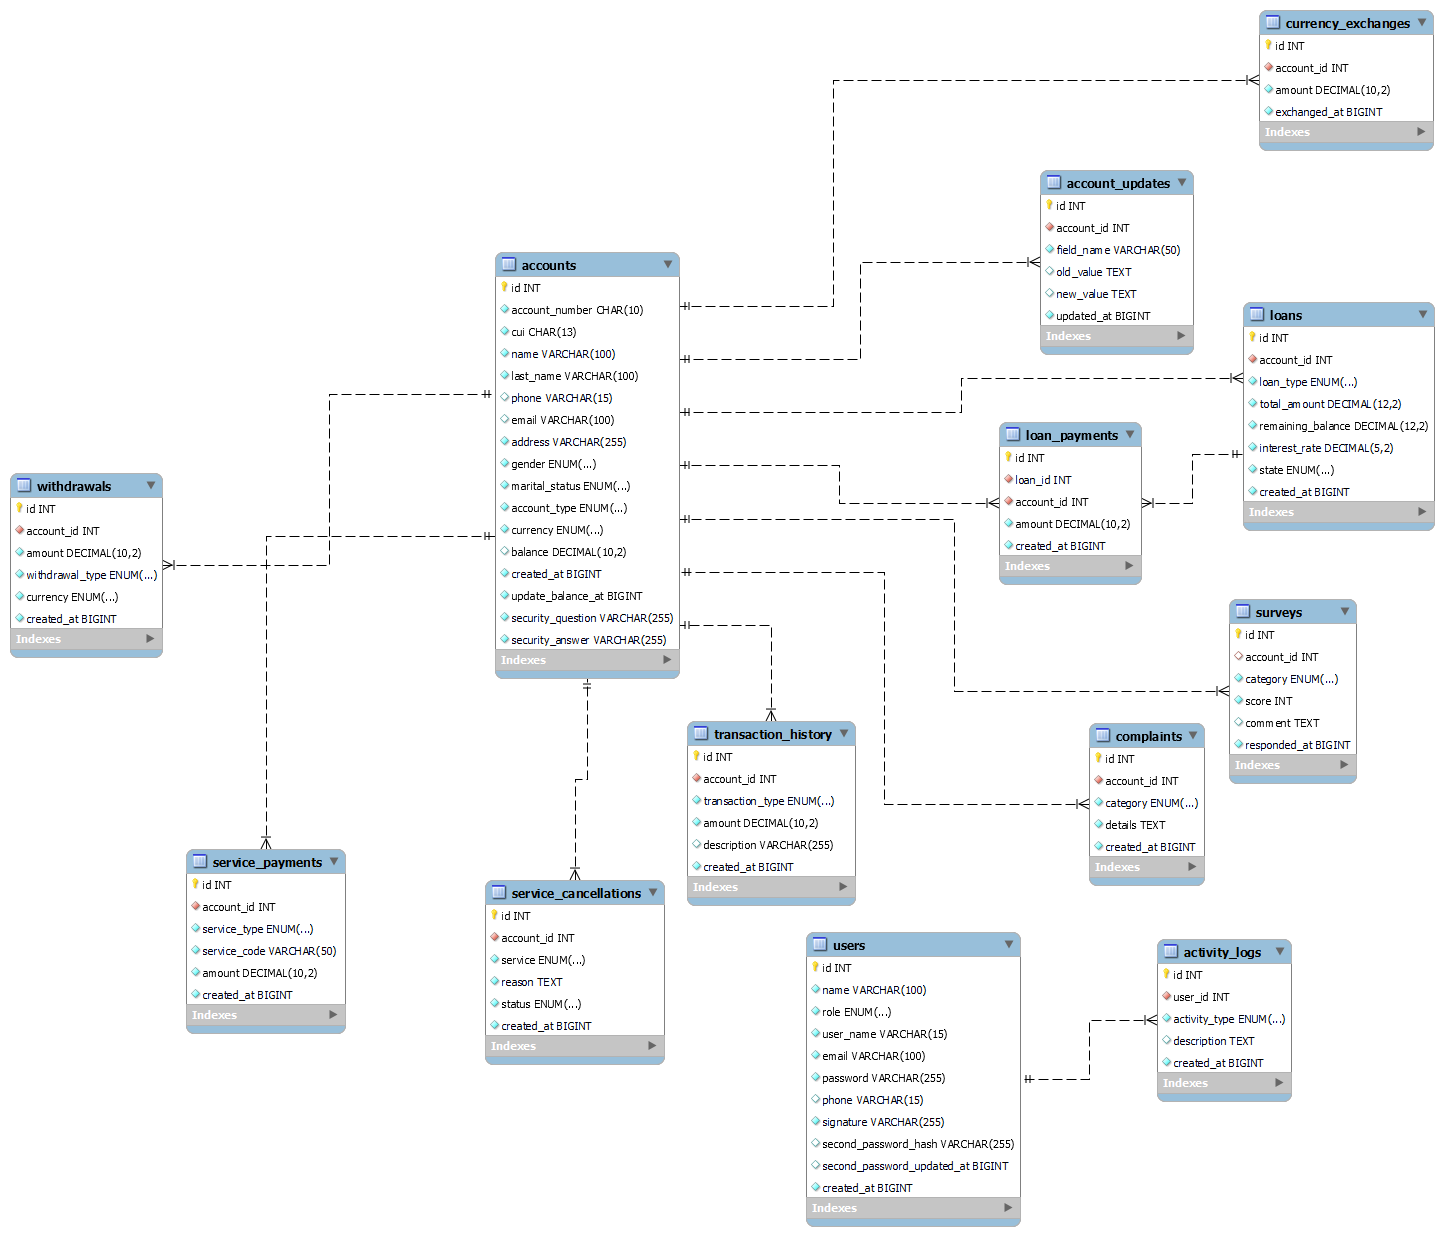 currency_exchanges
id INT
account_id INT
amount DECIMAL(10,2)
exchanged_at BIGINT
Indexes
account_updates
id INT
account_id INT
field_name VARCHAR(50)
old_value TEXT
new_value TEXT
updated_at BIGINT
Indexes
accounts
id INT
account_number CHAR(10)
cui CHAR(13)
name VARCHAR(100)
last_name VARCHAR(100)
phone VARCHAR(15)
email VARCHAR(100)
address VARCHAR(255)
gender ENUM(...)
marital_status ENUM(...)
account_type ENUM(...)
currency ENUM(...)
balance DECIMAL(10,2)
created_at BIGINT
update_balance_at BIGINT
security_question VARCHAR(255)
security_answer VARCHAR(255)
Indexes
loans
id INT
account_id INT
loan_type ENUM(...)
total_amount DECIMAL(12,2)
remaining_balance DECIMAL(12,2)
interest_rate DECIMAL(5,2)
state ENUM(...)
created_at BIGINT
Indexes
loan_payments
id INT
loan_id INT
account_id INT
amount DECIMAL(10,2)
created_at BIGINT
Indexes
withdrawals
id INT
account_id INT
amount DECIMAL(10,2)
withdrawal_type ENUM(...)
currency ENUM(...)
created_at BIGINT
Indexes
surveys
id INT
account_id INT
category ENUM(...)
score INT
comment TEXT
responded_at BIGINT
Indexes
transaction_history
id INT
account_id INT
transaction_type ENUM(...)
amount DECIMAL(10,2)
description VARCHAR(255)
created_at BIGINT
Indexes
complaints
id INT
account_id INT
category ENUM(...)
details TEXT
created_at BIGINT
Indexes
service_payments
id INT
account_id INT
service_type ENUM(...)
service_code VARCHAR(50)
amount DECIMAL(10,2)
created_at BIGINT
Indexes
service_cancellations
id INT
account_id INT
service ENUM(...)
reason TEXT
status ENUM(...)
created_at BIGINT
Indexes
users
id INT
name VARCHAR(100)
role ENUM(...)
user_name VARCHAR(15)
email VARCHAR(100)
password VARCHAR(255)
phone VARCHAR(15)
signature VARCHAR(255)
second_password_hash VARCHAR(255)
second_password_updated_at BIGINT
created_at BIGINT
Indexes
activity_logs
id INT
user_id INT
activity_type ENUM(...)
description TEXT
created_at BIGINT
Indexes